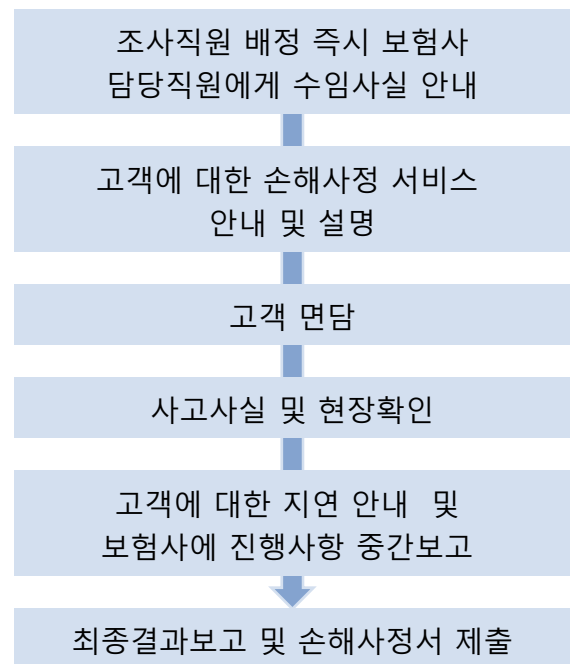 조사직원 배정 즉시 보험사
담당직원에게 수임사실 안내
고객에 대한 손해사정 서비스
안내 및 설명
고객 면담
사고사실 및 현장확인
고객에 대한 지연 안내 및
보험사에 진행사항 중간보고
최종결과보고 및 손해사정서 제출